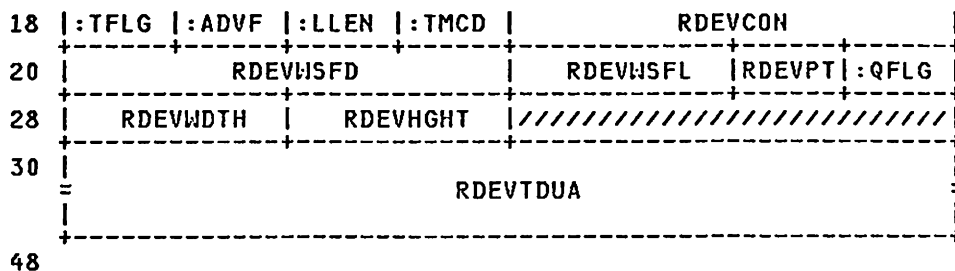 18 |:TFLG |:ADVF |:LLEN |:TMCD | RDEVCON |
20 | RDEVWSFD | RDEVWSFL |RDEVPT|:QFLG |
28 | RDEVWDTH | RDEVHGHT |///////////////////////////|
30 |
= RDEVTDUA =
48